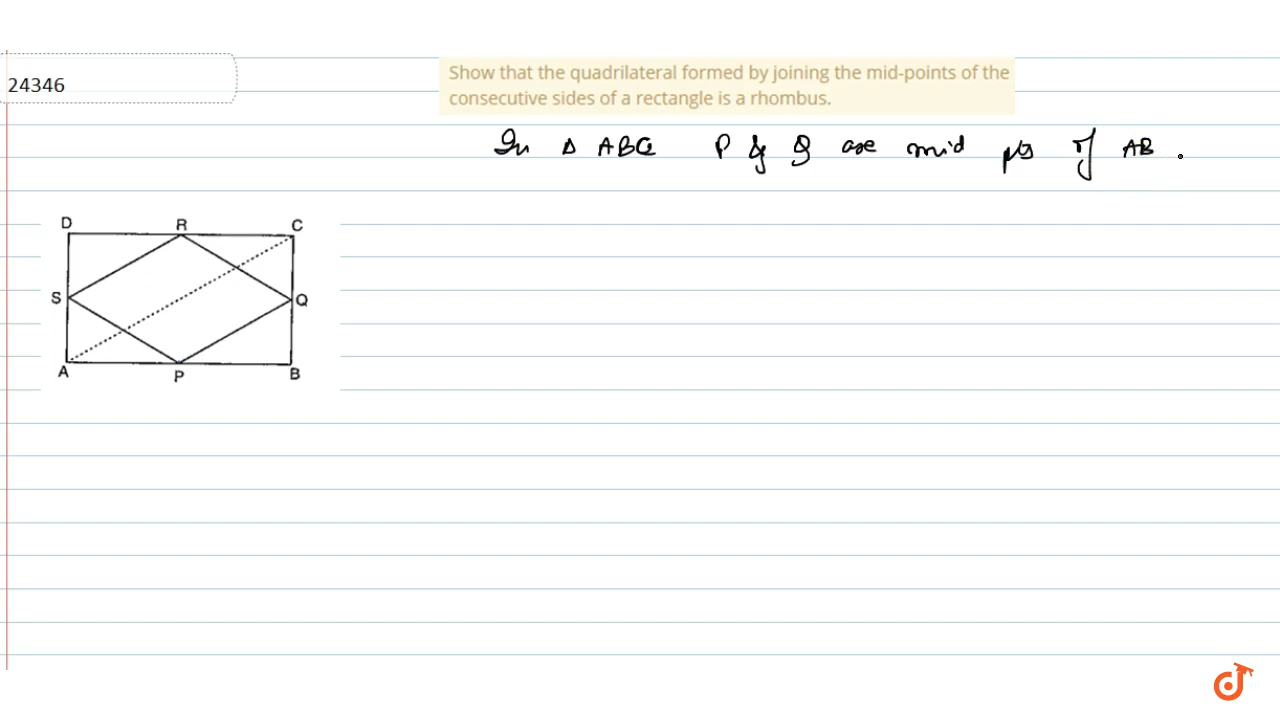 24346
Show that the quadrilateral formed by joining the mid-points of the
consecutive sides of a rectangle is a rhombus.
In Δ ABC P & Q are mid pts of AB .
D R C
S Q
A P B